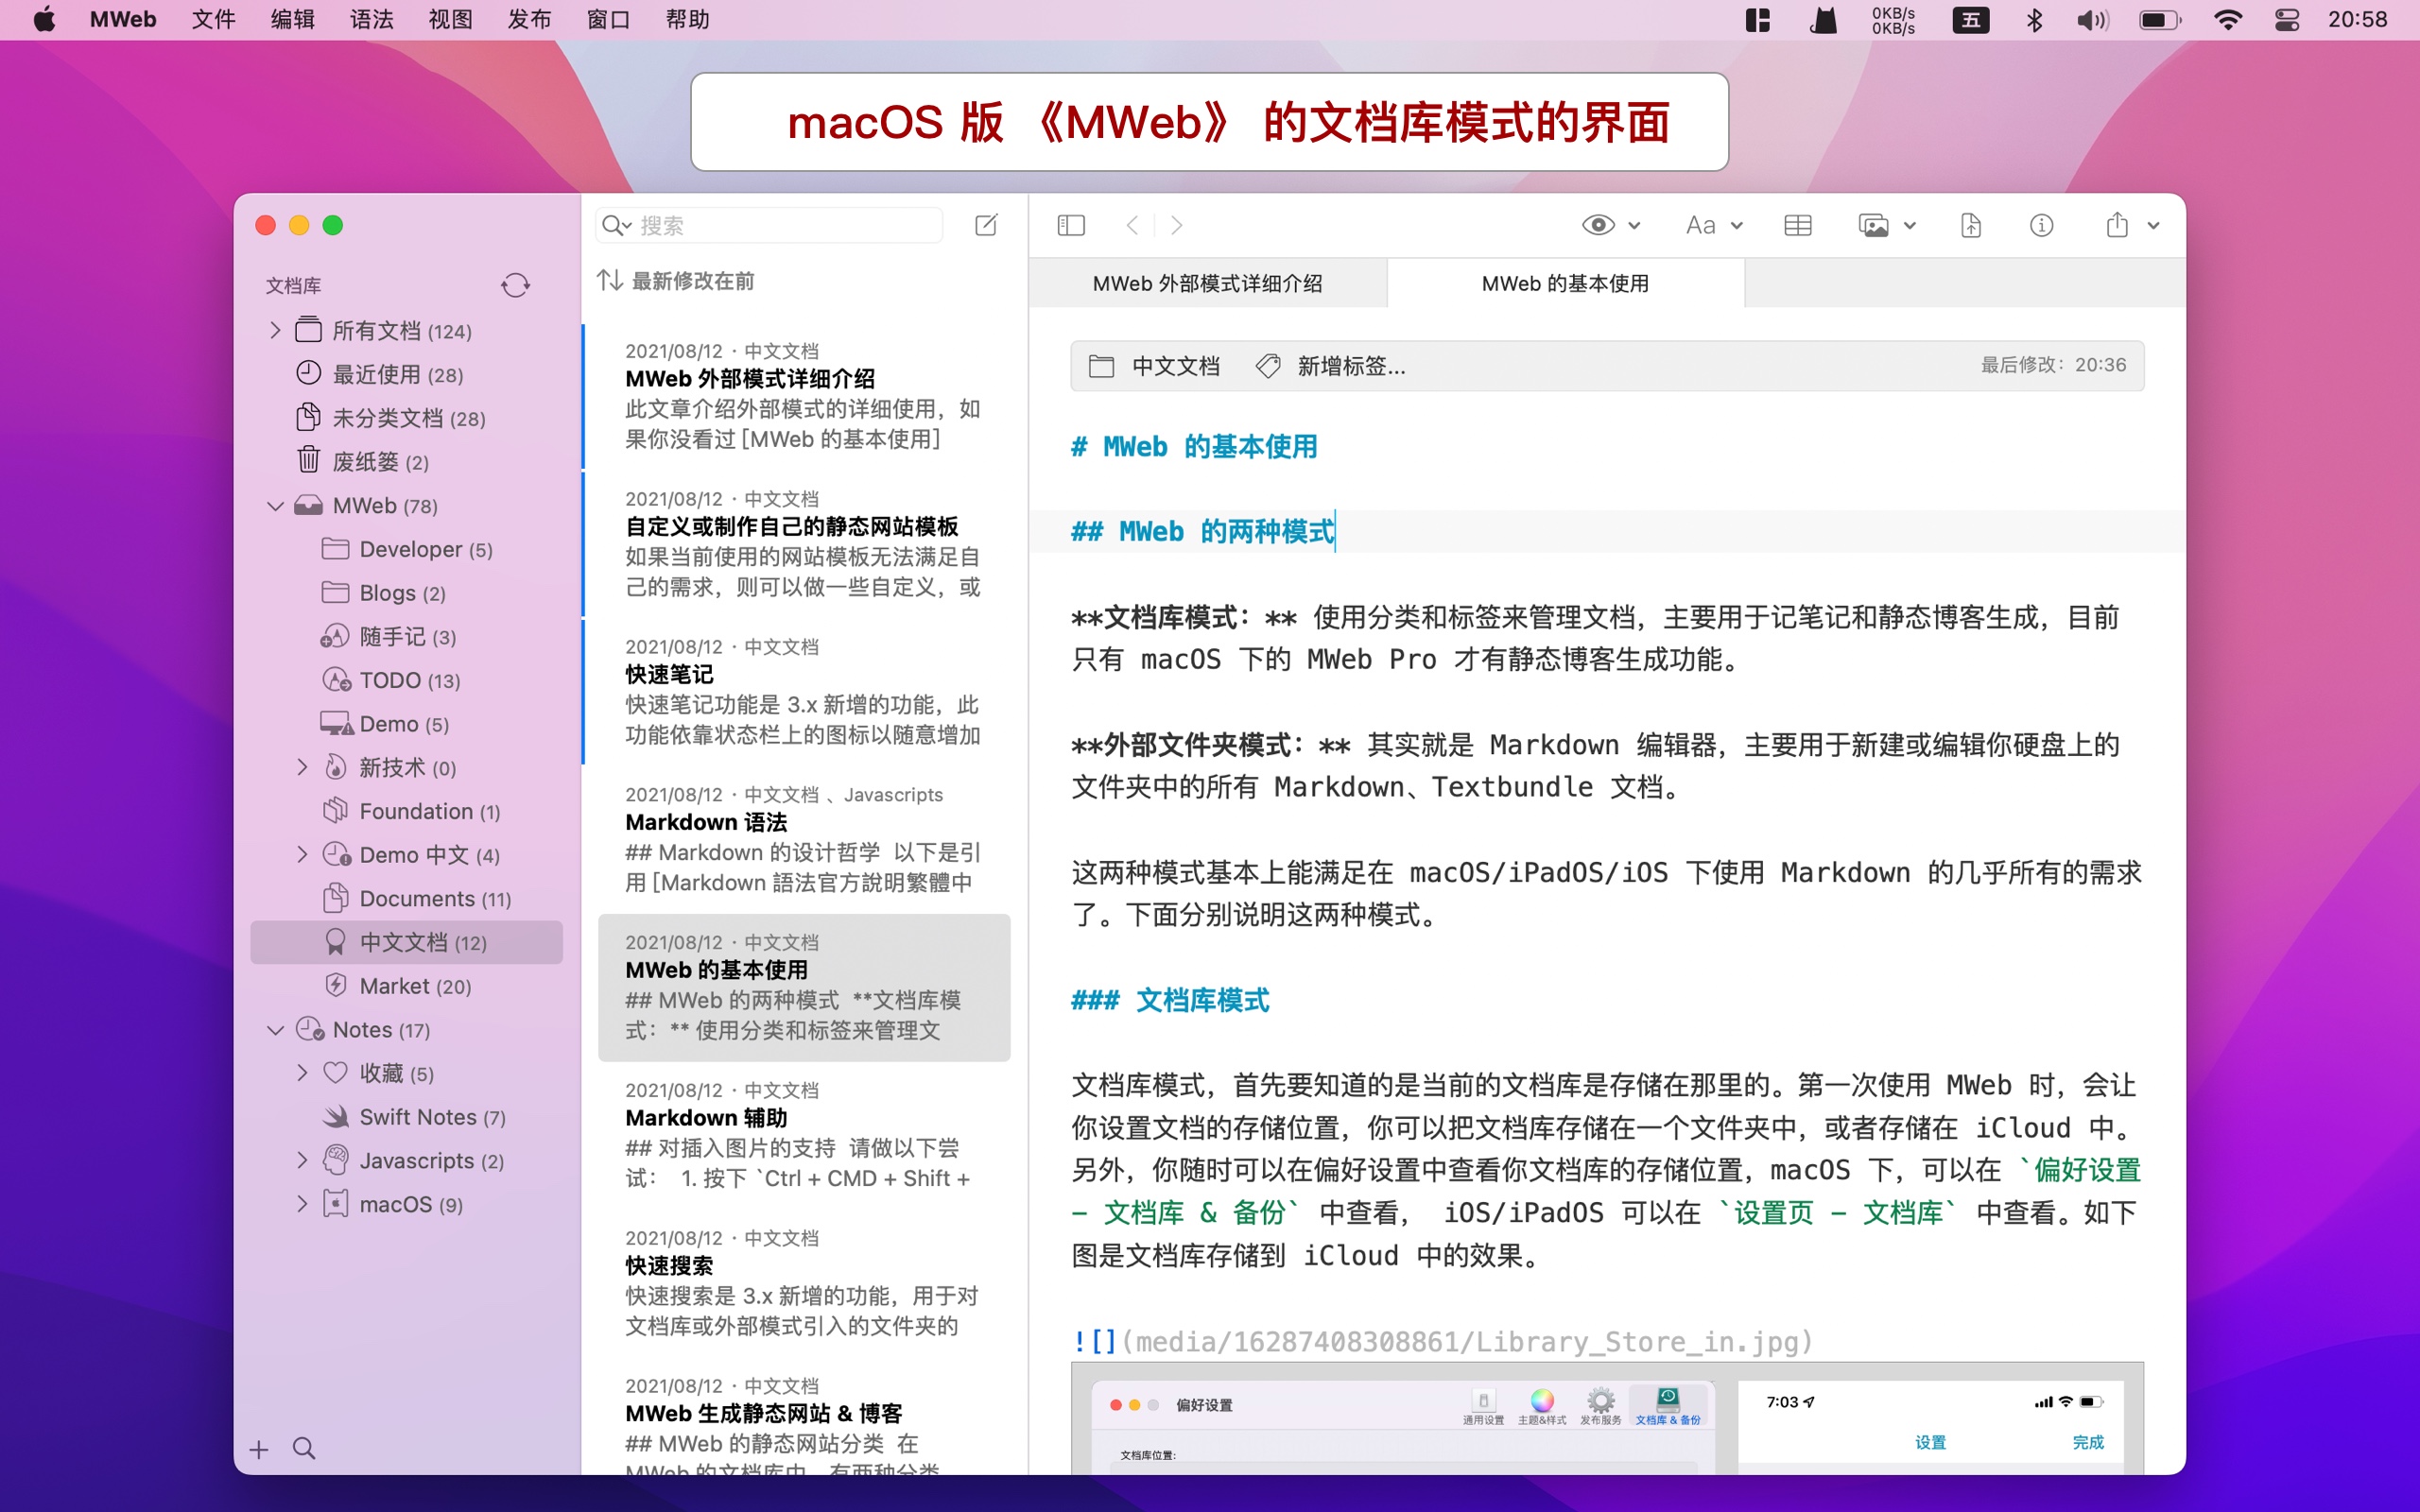 MWeb 文件 编辑 语法 视图 发布 窗口 帮助 0KB/s 0KB/s 五 20:58
macOS 版 《MWeb》 的文档库模式的界面
文档库
所有文档 (124)
最近使用 (28)
未分类文档 (28)
废纸篓 (2)
MWeb (78)
Developer (5)
Blogs (2)
随手记 (3)
TODO (13)
Demo (5)
新技术 (0)
Foundation (1)
Demo 中文 (4)
Documents (11)
中文文档 (12)
Market (20)
Notes (17)
收藏 (5)
Swift Notes (7)
Javascripts (2)
macOS (9)
搜索
最新修改在前
2021/08/12 · 中文文档
MWeb 外部模式详细介绍
此文章介绍外部模式的详细使用，如
果你没看过 [MWeb 的基本使用]
2021/08/12 · 中文文档
自定义或制作自己的静态网站模板
如果当前使用的网站模板无法满足自
己的需求，则可以做一些自定义，或
2021/08/12 · 中文文档
快速笔记
快速笔记功能是 3.x 新增的功能，此
功能依靠状态栏上的图标以随意增加
2021/08/12 · 中文文档 、Javascripts
Markdown 语法
## Markdown 的设计哲学 以下是引
用 [Markdown 語法官方說明繁體中
2021/08/12 · 中文文档
MWeb 的基本使用
## MWeb 的两种模式 **文档库模
式：** 使用分类和标签来管理文
2021/08/12 · 中文文档
Markdown 辅助
## 对插入图片的支持 请做以下尝
试： 1. 按下 `Ctrl + CMD + Shift +
2021/08/12 · 中文文档
快速搜索
快速搜索是 3.x 新增的功能，用于对
文档库或外部模式引入的文件夹的
2021/08/12 · 中文文档
MWeb 生成静态网站 & 博客
## MWeb 的静态网站分类 在
MWeb 的文档库中，有两种分类
Aa
MWeb 外部模式详细介绍 MWeb 的基本使用
中文文档 新增标签... 最后修改：20:36
# MWeb 的基本使用
## MWeb 的两种模式
**文档库模式：** 使用分类和标签来管理文档，主要用于记笔记和静态博客生成，目前
只有 macOS 下的 MWeb Pro 才有静态博客生成功能。
**外部文件夹模式：** 其实就是 Markdown 编辑器，主要用于新建或编辑你硬盘上的
文件夹中的所有 Markdown、Textbundle 文档。
这两种模式基本上能满足在 macOS/iPadOS/iOS 下使用 Markdown 的几乎所有的需求
了。下面分别说明这两种模式。
### 文档库模式
文档库模式，首先要知道的是当前的文档库是存储在那里的。第一次使用 MWeb 时，会让
你设置文档的存储位置，你可以把文档库存储在一个文件夹中，或者存储在 iCloud 中。
另外，你随时可以在偏好设置中查看你文档库的存储位置，macOS 下，可以在 `偏好设置
- 文档库 & 备份` 中查看， iOS/iPadOS 可以在 `设置页 - 文档库` 中查看。如下
图是文档库存储到 iCloud 中的效果。
![](media/16287408308861/Library_Store_in.jpg)
偏好设置
通用设置 主题&样式 发布服务 文档库 & 备份
文档库位置:
7:03
设置 完成